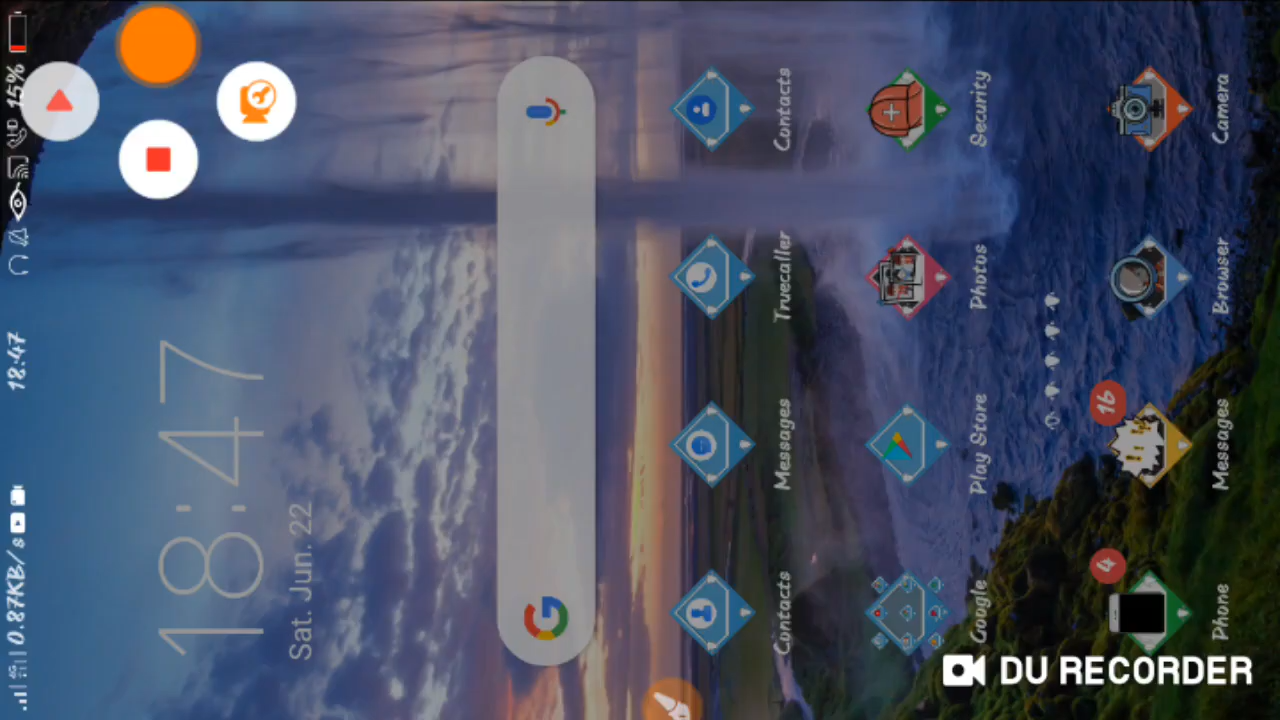 0.87KB/s 18:47 HD 15%
18:47
Sat. Jun. 22
G
Contacts Messages Truecaller Contacts
Google Play Store Photos Security
4 16
Phone Messages Browser Camera
DU RECORDER